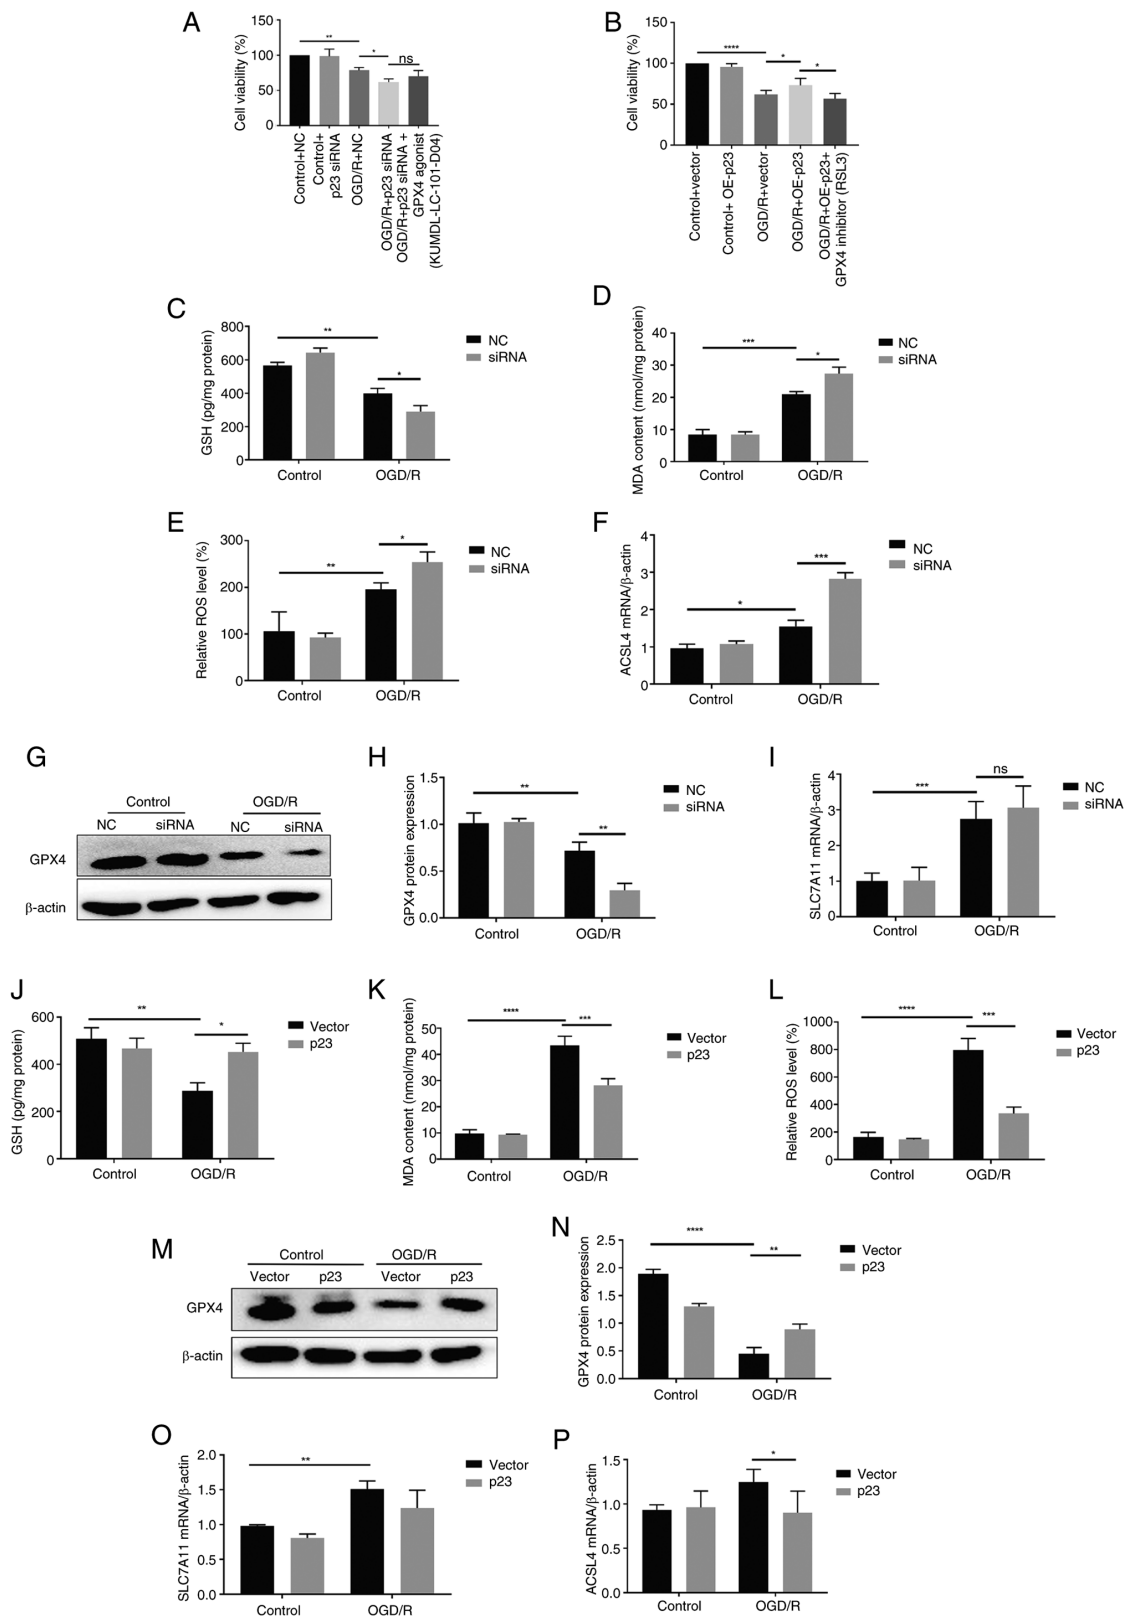 A
Cell viability (%)
150
100
50
0
**
*
ns
Control+NC
Control+
p23 siRNA
OGD/R+NC
OGD/R+p23 siRNA
OGD/R+p23 siRNA +
GPX4 agonist
(KUMDL-LC-101-D04)
B
Cell viability (%)
150
100
50
0
****
*
*
Control+vector
Control+ OE-p23
OGD/R+vector
OGD/R+OE-p23
OGD/R+OE-p23+
GPX4 inhibitor (RSL3)
C
GSH (pg/mg protein)
800
600
400
200
0
**
*
NC
siRNA
Control
OGD/R
D
MDA content (nmol/mg protein)
40
30
20
10
0
***
*
NC
siRNA
Control
OGD/R
E
Relative ROS level (%)
300
200
100
0
**
*
NC
siRNA
Control
OGD/R
F
ACSL4 mRNA/β-actin
4
3
2
1
0
*
***
NC
siRNA
Control
OGD/R
G
Control
OGD/R
NC
siRNA
NC
siRNA
GPX4
β-actin
H
GPX4 protein expression
1.5
1.0
0.5
0.0
**
**
NC
siRNA
Control
OGD/R
I
SLC7A11 mRNA/β-actin
4
3
2
1
0
***
ns
NC
siRNA
Control
OGD/R
J
GSH (pg/mg protein)
600
400
200
0
**
*
Vector
p23
Control
OGD/R
K
MDA content (nmol/mg protein)
50
40
30
20
10
0
****
***
Vector
p23
Control
OGD/R
L
Relative ROS level (%)
1000
800
600
400
200
0
****
***
Vector
p23
Control
OGD/R
M
Control
OGD/R
Vector
p23
Vector
p23
GPX4
β-actin
N
GPX4 protein expression
2.5
2.0
1.5
1.0
0.5
0.0
****
**
Vector
p23
Control
OGD/R
O
SLC7A11 mRNA/β-actin
2.0
1.5
1.0
0.5
0.0
**
Vector
p23
Control
OGD/R
P
ACSL4 mRNA/β-actin
1.5
1.0
0.5
0.0
*
Vector
p23
Control
OGD/R